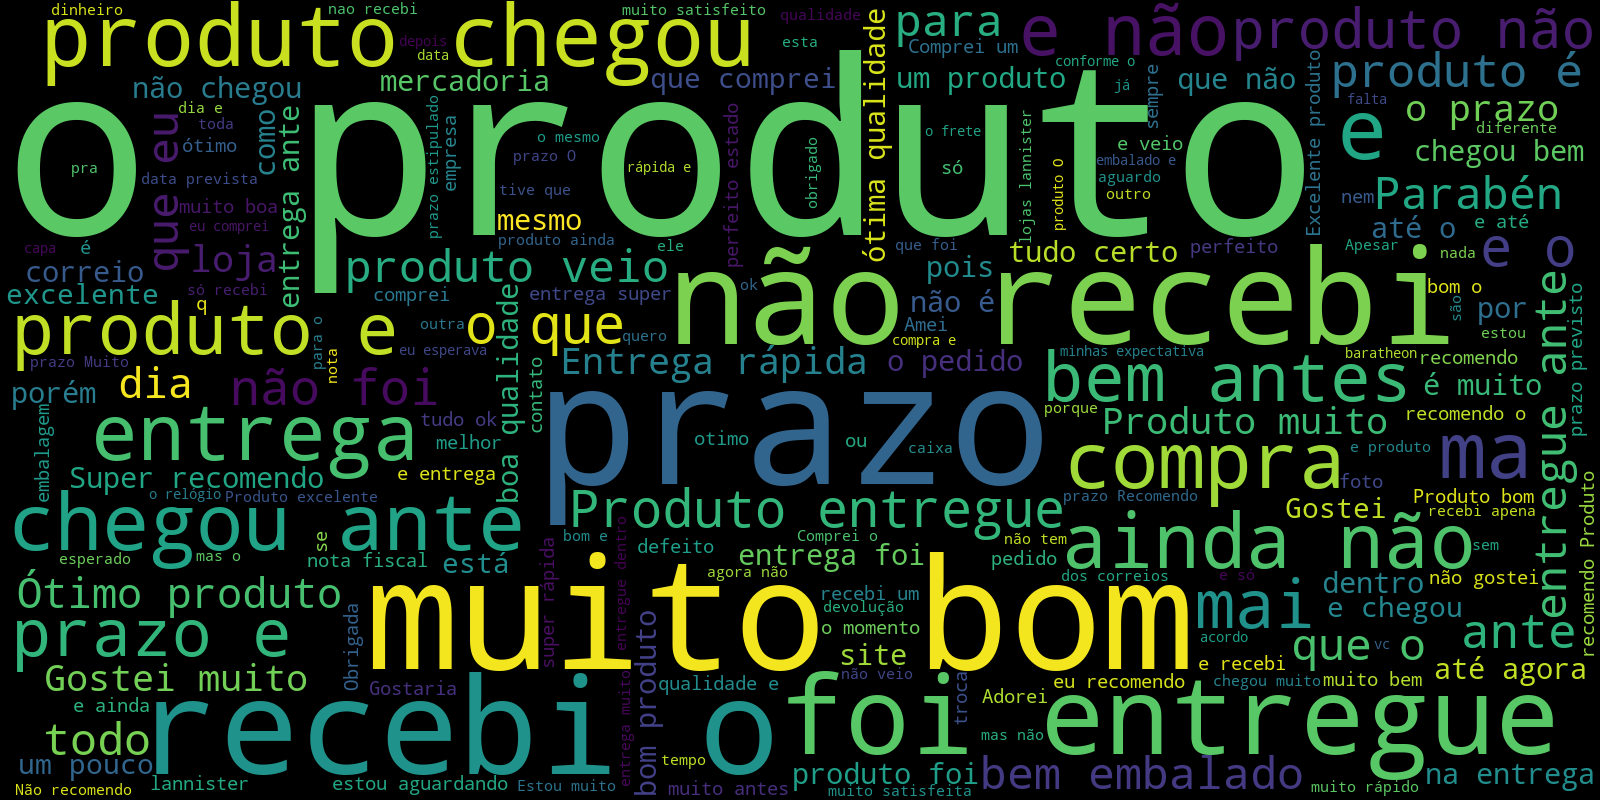 dinheiro
nao recebi
muito satisfeito
qualidade
produto chegou
depois
data
esta
para
Comprei um
e não
produto não
conforme o
não chegou
mercadoria
que comprei
ótima qualidade
um produto
já
sempre
que não
produto é
falta
o prazo
diferente
o produto
dia e
toda
que eu
como
ótimo
entrega ante
prazo estipulado
empresa
o mesmo
prazo O
rápida e
perfeito estado
obrigado
o frete
só
lojas lannister
produto O
e veio
embalado e
aguardo
outro
Excelente produto
e
chegou bem
pra
data prevista
muito boa
eu comprei
tive que
mesmo
produto ainda
nem
Parabén
até o
e até
capa
é
loja
correio
ele
que foi
tudo certo
perfeito
Apesar
nada
e o
só recebi
produto veio
não recebi
pois
bom o
excelente
q
comprei
entrega super
ok
não é
são
por
produto e
para o
outra
o que
quero
Amei
compra e
estou
prazo previsto
prazo Muito
nota
eu esperava
Entrega rápida
o pedido
minhas expectativa
baratheon
recomendo
porém
dia
não foi
boa qualidade
contato
prazo
bem antes
é muito
entregue ante
embalagem
entrega
tudo ok
melhor
otimo
ou
caixa
porque
Produto muito
recomendo o
Super recomendo
e entrega
compra
e produto
ma
o relógio
Produto excelente
prazo Recomendo
foto
Gostei
Produto bom
recebi apena
recomendo Produto
chegou ante
se
Produto entregue
Comprei o
não tem
ainda não
sem
esperado
mas o
nota fiscal
está
bom e
defeito
entrega foi
pedido
super rápida
entregue dentro
agora não
dos correios
e só
dentro
não gostei
Ótimo produto
muito bom
recebi um
devolução
mai
e chegou
prazo e
Obrigada
bom produto
o momento
acordo
que o
vc
ante
Gostei muito
site
e recebi
até agora
Gostaria
entrega muito
qualidade e
não veio
troca
Adorei
eu recomendo
chegou muito
muito bem
e ainda
recebi o
foi
entregue
todo
mas não
um pouco
tempo
produto foi
bem embalado
na entrega
Não recomendo
lannister
estou aguardando
Estou muito
muito antes
muito satisfeita
muito rápido